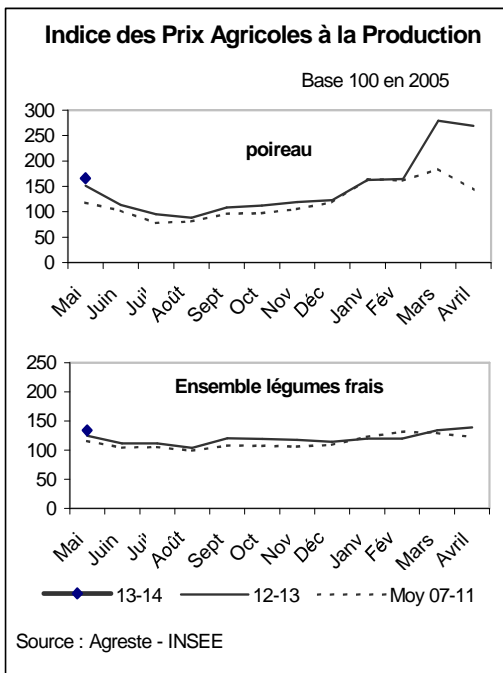 Indice des Prix Agricoles à la Production
Base 100 en 2005
poireau
300
250
200
150
100
50
0
Mai Juin Jui' Août Sept Oct Nov Déc Janv Fév Mars Avril
Ensemble légumes frais
250
200
150
100
50
0
Mai Juin Jui' Août Sept Oct Nov Déc Janv Fév Mars Avril
13-14 12-13 Moy 07-11
Source : Agreste - INSEE